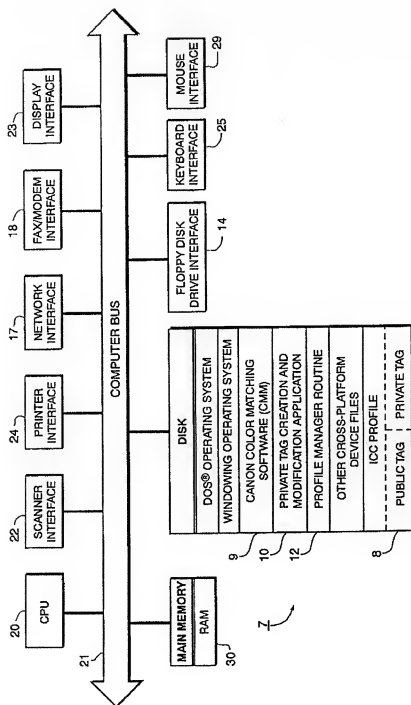 20
CPU
22
SCANNER
INTERFACE
24
PRINTER
INTERFACE
17
NETWORK
INTERFACE
18
FAX/MODEM
INTERFACE
23
DISPLAY
INTERFACE
21
COMPUTER BUS
MAIN MEMORY
RAM
30
7
DISK
DOS® OPERATING SYSTEM
WINDOWING OPERATING SYSTEM
9
CANON COLOR MATCHING
SOFTWARE (CMM)
10
PRIVATE TAG CREATION AND
MODIFICATION APPLICATION
12
PROFILE MANAGER ROUTINE
OTHER CROSS-PLATFORM
DEVICE FILES
ICC PROFILE
8
PUBLIC TAG
PRIVATE TAG
FLOPPY DISK
DRIVE INTERFACE
14
KEYBOARD
INTERFACE
25
MOUSE
INTERFACE
29